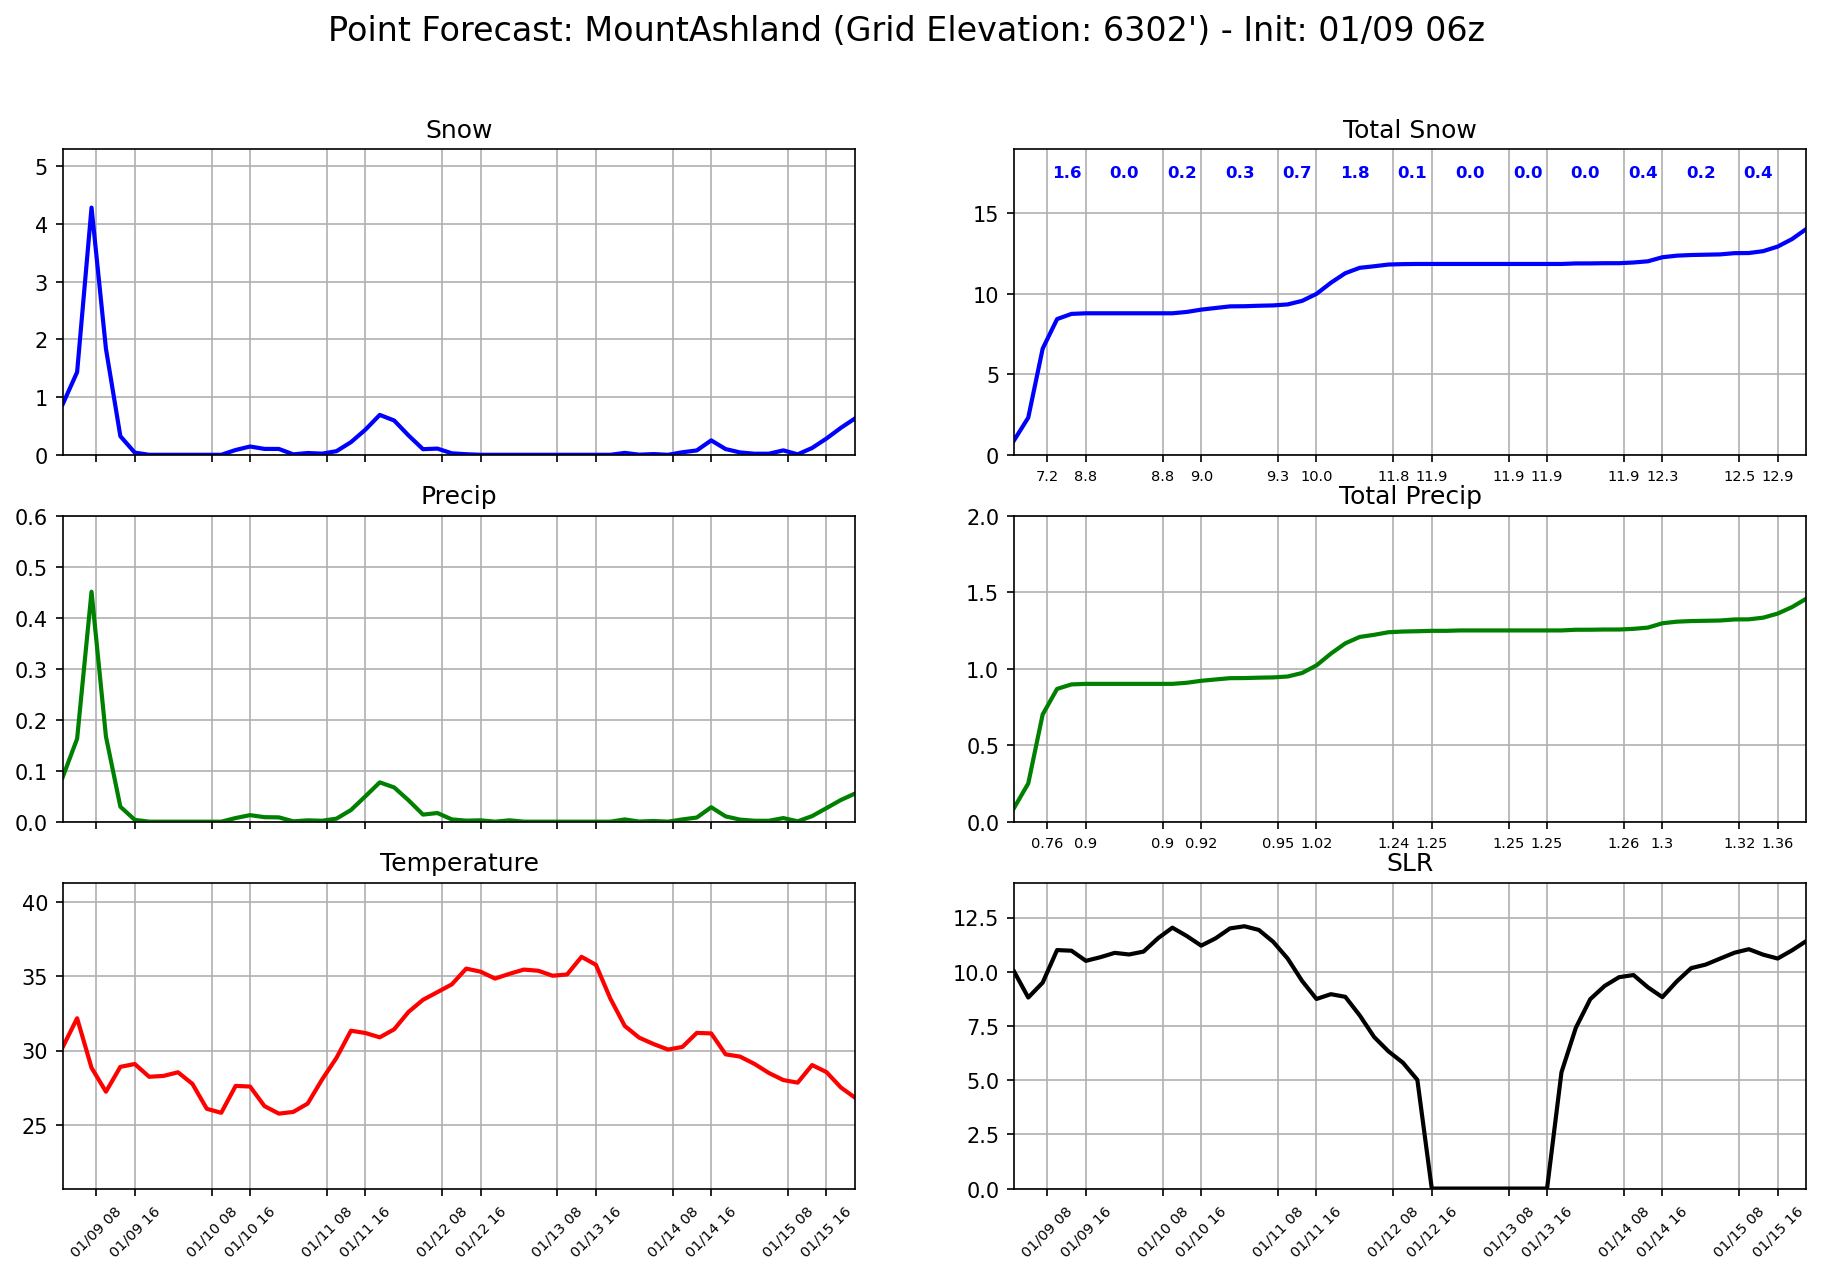 Point Forecast: MountAshland (Grid Elevation: 6302') - Init: 01/09 06z
Snow
5
4
3
2
1
0
Total Snow
1.6 0.0 0.2 0.3 0.7 1.8 0.1 0.0 0.0 0.0 0.4 0.2 0.4
15
10
5
0
7.2 8.8 8.8 9.0 9.3 10.0 11.8 11.9 11.9 11.9 11.9 12.3 12.5 12.9
Precip
0.6
0.5
0.4
0.3
0.2
0.1
0.0
Total Precip
2.0
1.5
1.0
0.5
0.0
0.76 0.9 0.9 0.92 0.95 1.02 1.24 1.25 1.25 1.25 1.26 1.3 1.32 1.36
Temperature
40
35
30
25
01/09 08 01/09 16 01/10 08 01/10 16 01/11 08 01/11 16 01/12 08 01/12 16 01/13 08 01/13 16 01/14 08 01/14 16 01/15 08 01/15 16
SLR
12.5
10.0
7.5
5.0
2.5
0.0
01/09 08 01/09 16 01/10 08 01/10 16 01/11 08 01/11 16 01/12 08 01/12 16 01/13 08 01/13 16 01/14 08 01/14 16 01/15 08 01/15 16